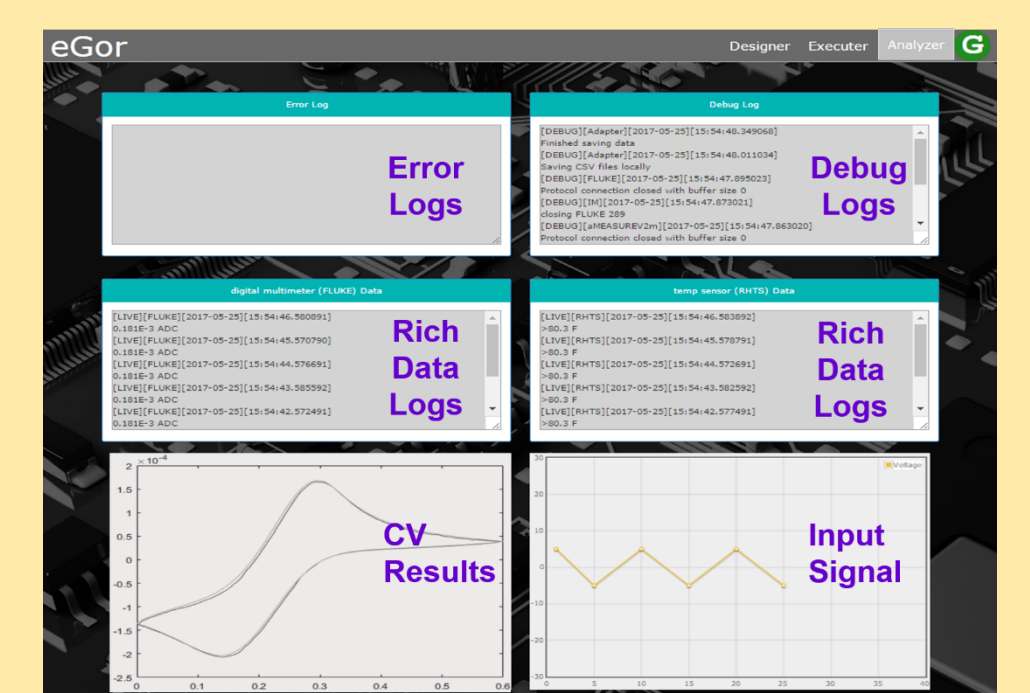 eGor
Designer Executer Analyzer G
Error Log
Error
Logs
Debug Log
[DEBUG][Adapter][2017-05-25][15:54:48.349068]
Finished saving data
[DEBUG][Adapter][2017-05-25][15:54:48.011034]
Saving CSV files locally
[DEBUG][FLUKE][2017-05-25][15:54:47.895023]
Protocol connection closed with buffer size 0
[DEBUG][IM][2017-05-25][15:54:47.873021]
closing FLUKE 289
[DEBUG][aMEASUREV2m][2017-05-25][15:54:47.863020]
Protocol connection closed with buffer size 0
Debug
Logs
digital multimeter (FLUKE) Data
[LIVE][FLUKE][2017-05-25][15:54:46.580891]
0.181E-3 ADC
[LIVE][FLUKE][2017-05-25][15:54:45.570790]
0.181E-3 ADC
[LIVE][FLUKE][2017-05-25][15:54:44.576691]
0.181E-3 ADC
[LIVE][FLUKE][2017-05-25][15:54:43.585592]
0.181E-3 ADC
[LIVE][FLUKE][2017-05-25][15:54:42.572491]
0.181E-3 ADC
Rich
Data
Logs
temp sensor (RHTS) Data
[LIVE][RHTS][2017-05-25][15:54:46.583892]
>80.3 F
[LIVE][RHTS][2017-05-25][15:54:45.578791]
>80.3 F
[LIVE][RHTS][2017-05-25][15:54:44.572691]
>80.3 F
[LIVE][RHTS][2017-05-25][15:54:43.582592]
>80.3 F
[LIVE][RHTS][2017-05-25][15:54:42.577491]
>80.3 F
Rich
Data
Logs
×10-4
2
1.5
1
0.5
0
-0.5
-1
-1.5
-2
-2.5
0 0.1 0.2 0.3 0.4 0.5 0.6
CV
Results
Voltage
30
20
10
0
-10
-20
-30
0 5 10 15 20 25 30 35 40
Input
Signal